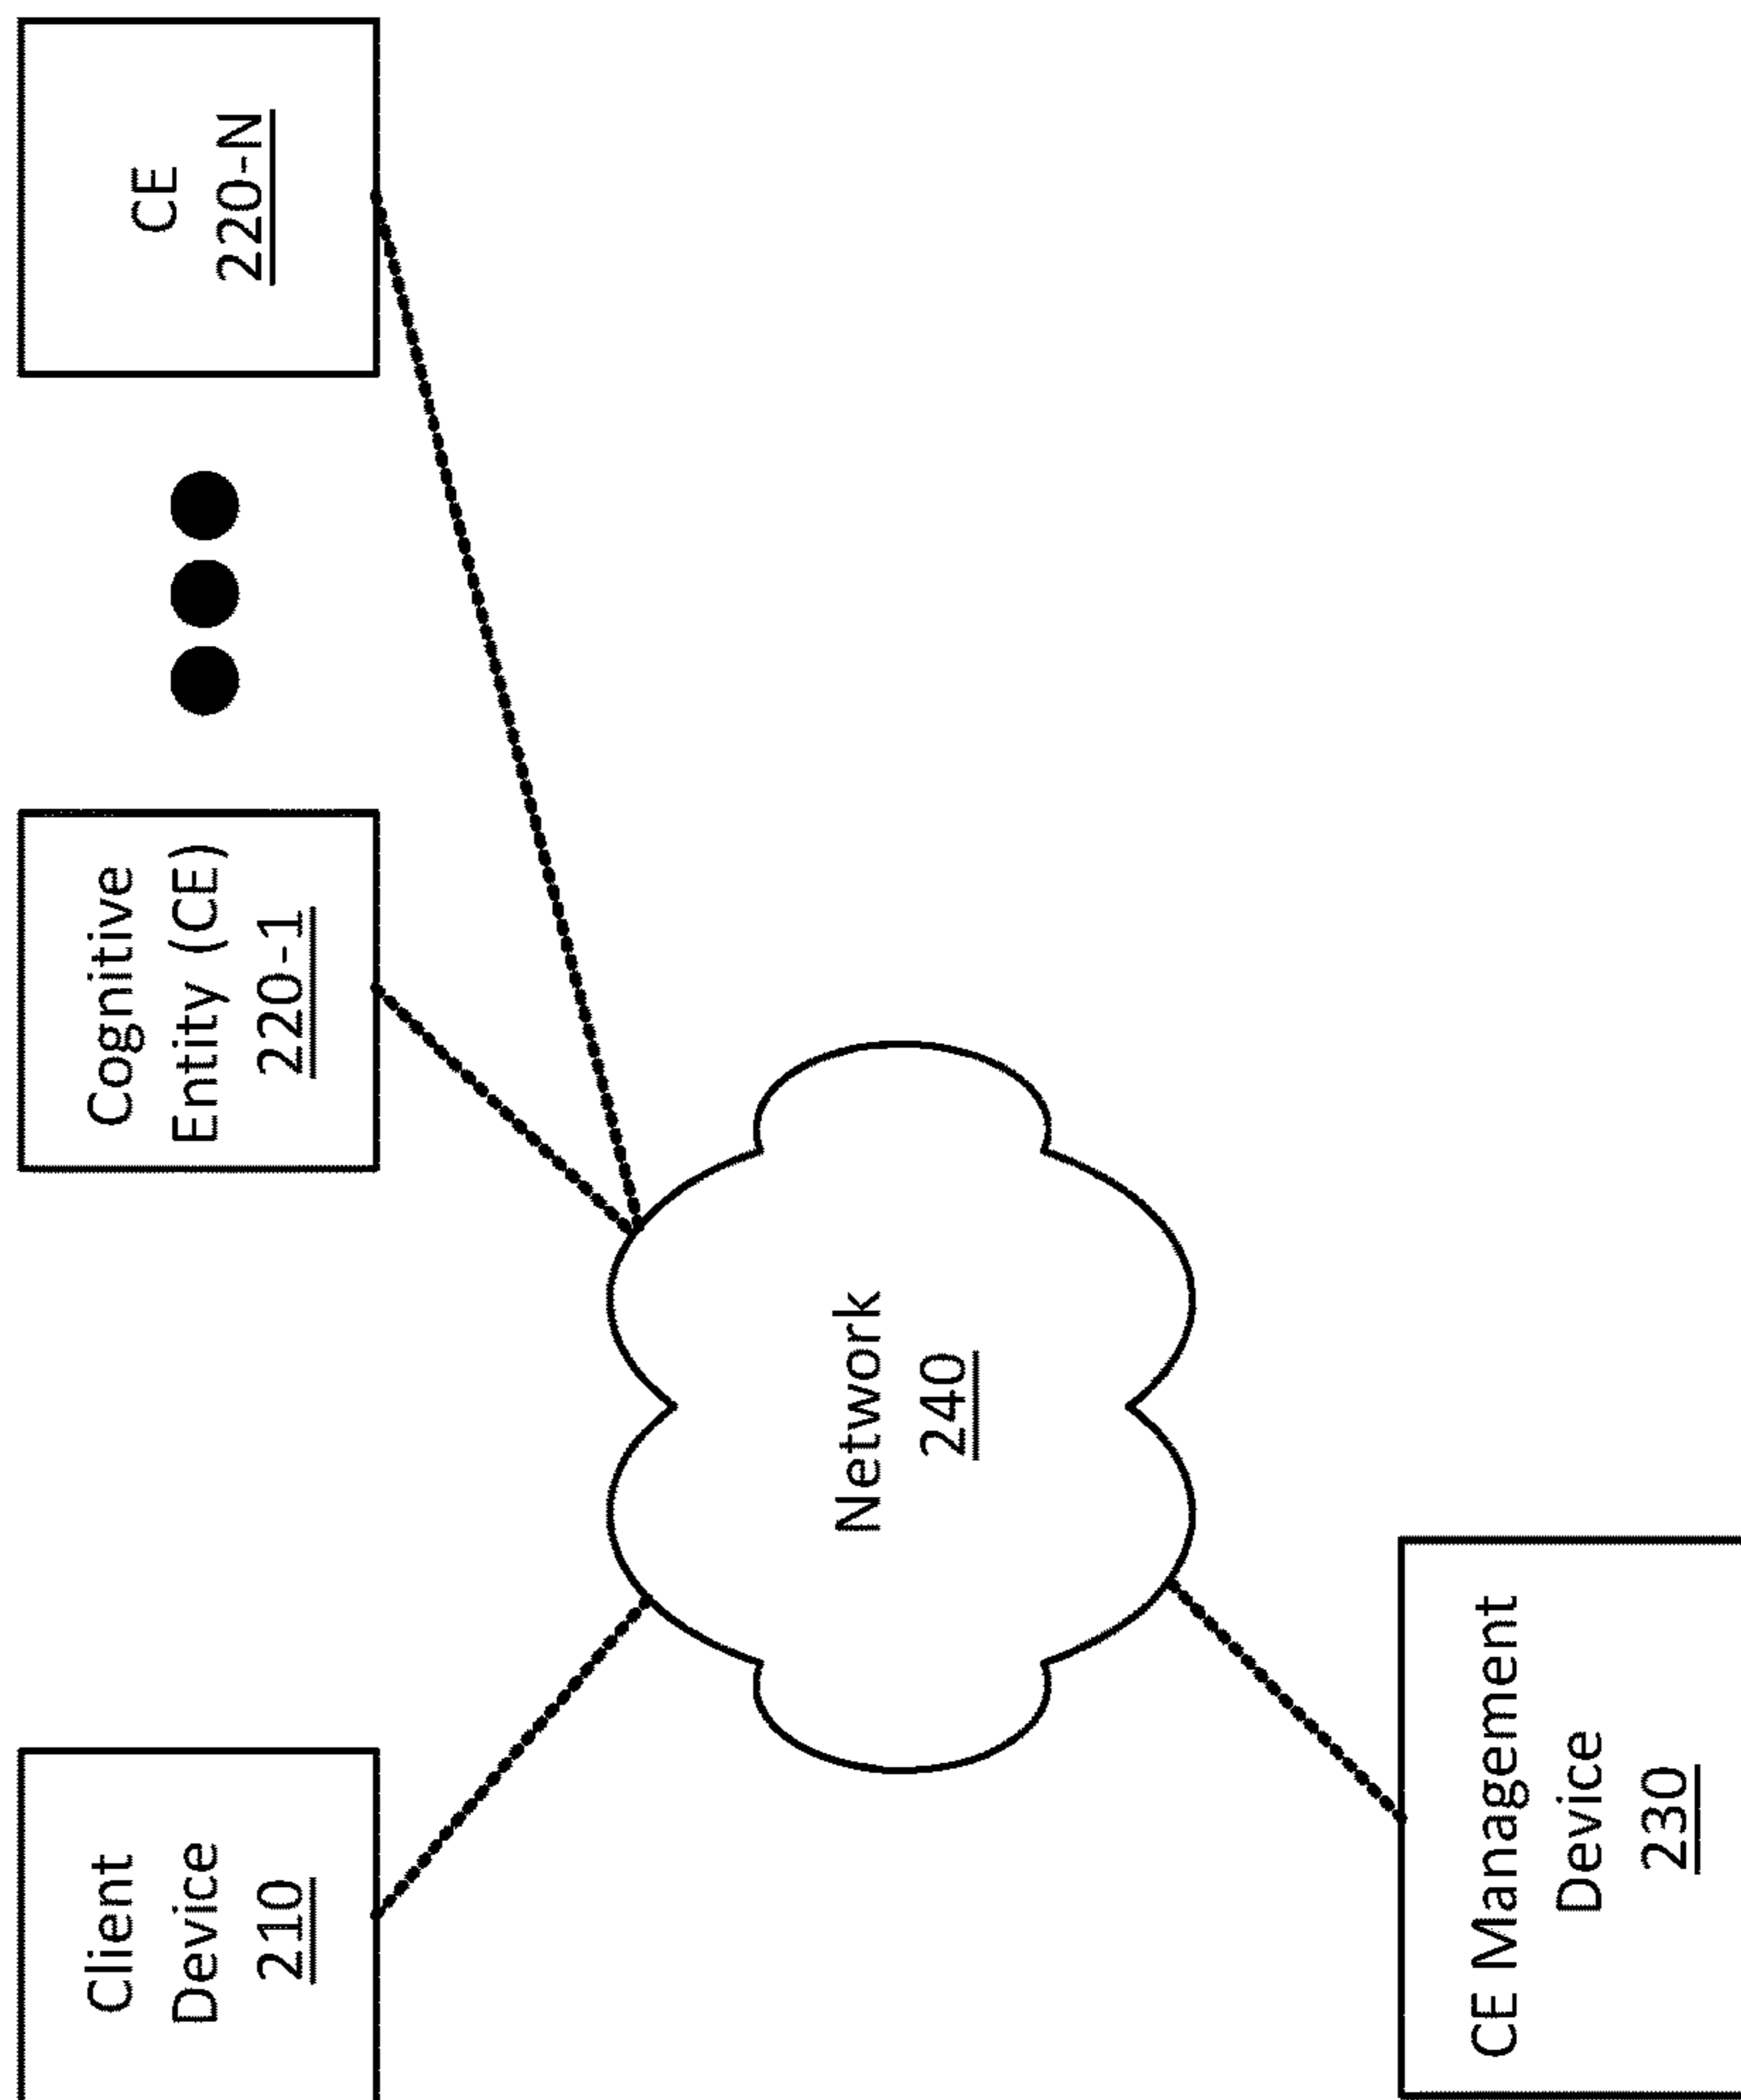 Client
Device
210
Cognitive
Entity (CE)
220-1
CE
220-N
Network
240
CE Management
Device
230